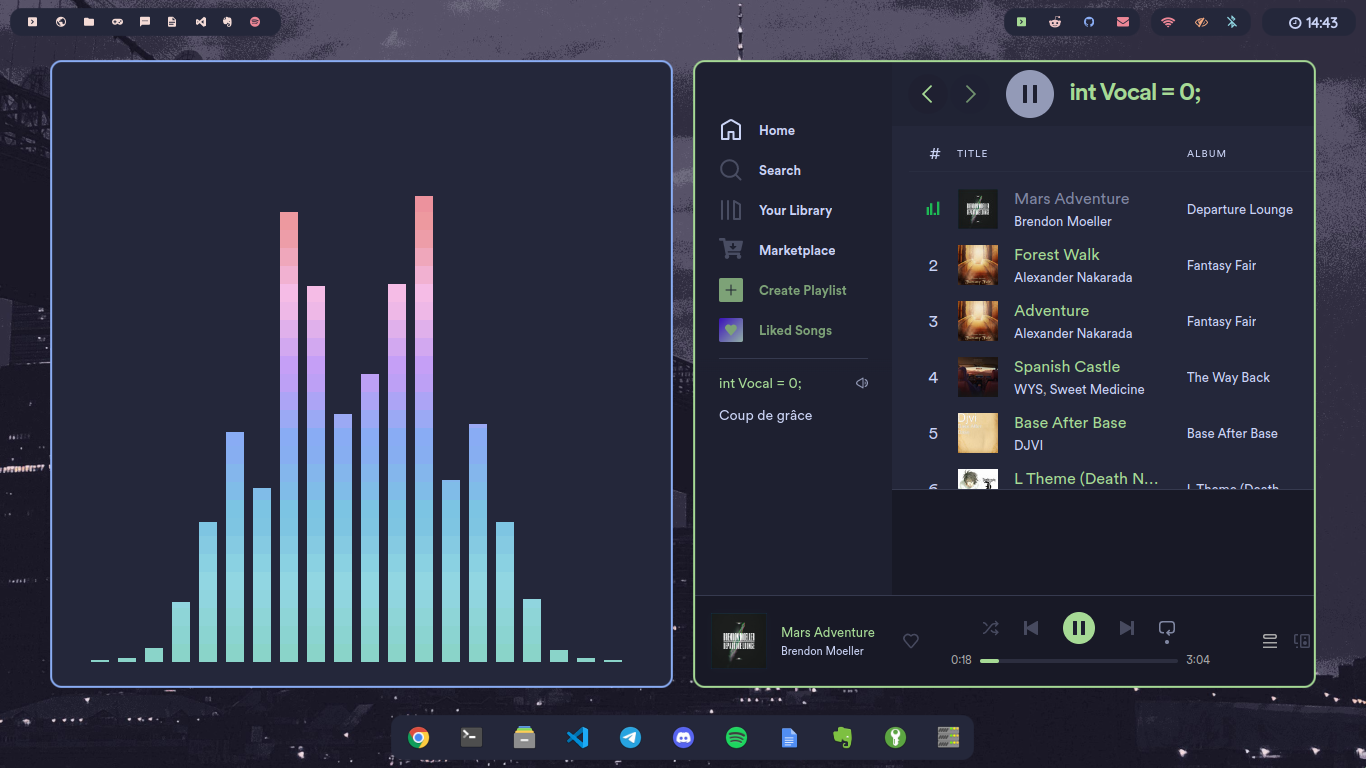 14:43
int Vocal = 0;
Home
Search
Your Library
Marketplace
Create Playlist
Liked Songs
int Vocal = 0;
Coup de grâce
# TITLE ALBUM
Mars Adventure
Brendon Moeller
Departure Lounge
2
Forest Walk
Alexander Nakarada
Fantasy Fair
3
Adventure
Alexander Nakarada
Fantasy Fair
4
Spanish Castle
WYS, Sweet Medicine
The Way Back
5
Base After Base
DJVI
Base After Base
6
L Theme (Death N...
L Theme (Death
Mars Adventure
Brendon Moeller
0:18
3:04